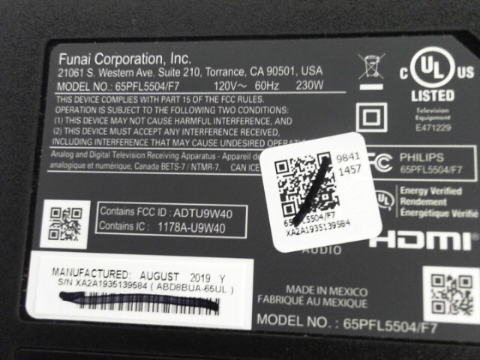 Funai Corporation, Inc.
21061 S. Western Ave. Suite 210, Torrance, CA 90501, USA
MODEL NO.: 65PFL5504/F7 120V~ 60Hz 230W
THIS DEVICE COMPLIES WITH PART 15 OF THE FCC RULES.
OPERATION IS SUBJECT TO THE FOLLOWING TWO CONDITIONS:
(1) THIS DEVICE MAY NOT CAUSE HARMFUL INTERFERENCE, AND
(2) THIS DEVICE MUST ACCEPT ANY INTERFERENCE RECEIVED,
INCLUDING INTERFERENCE THAT MAY CAUSE UNDESIRED
Analog and Digital Television Receiving Apparatus - Appareil de
analogique et numérique, Canada BETS-7 / NTMR-7. CAN ICE
C UL US
LISTED
Television
Equipment
E471229
9841
1457
65PFL5504/F7
XA2A1935139584
FC
PHILIPS
65PFL5504/F7
Energy Verified
Rendement
Énergétique Vérifié
Contains FCC ID : ADTU9W40
Contains IC : 1178A-U9W40
AUDIO
HDMI
MANUFACTURED: AUGUST 2019 Y
S/N XA2A1935139584 ( ABD8BUA-65UL )
MADE IN MEXICO
FABRIQUÉ AU MEXIQUE
MODEL NO. : 65PFL5504/F7